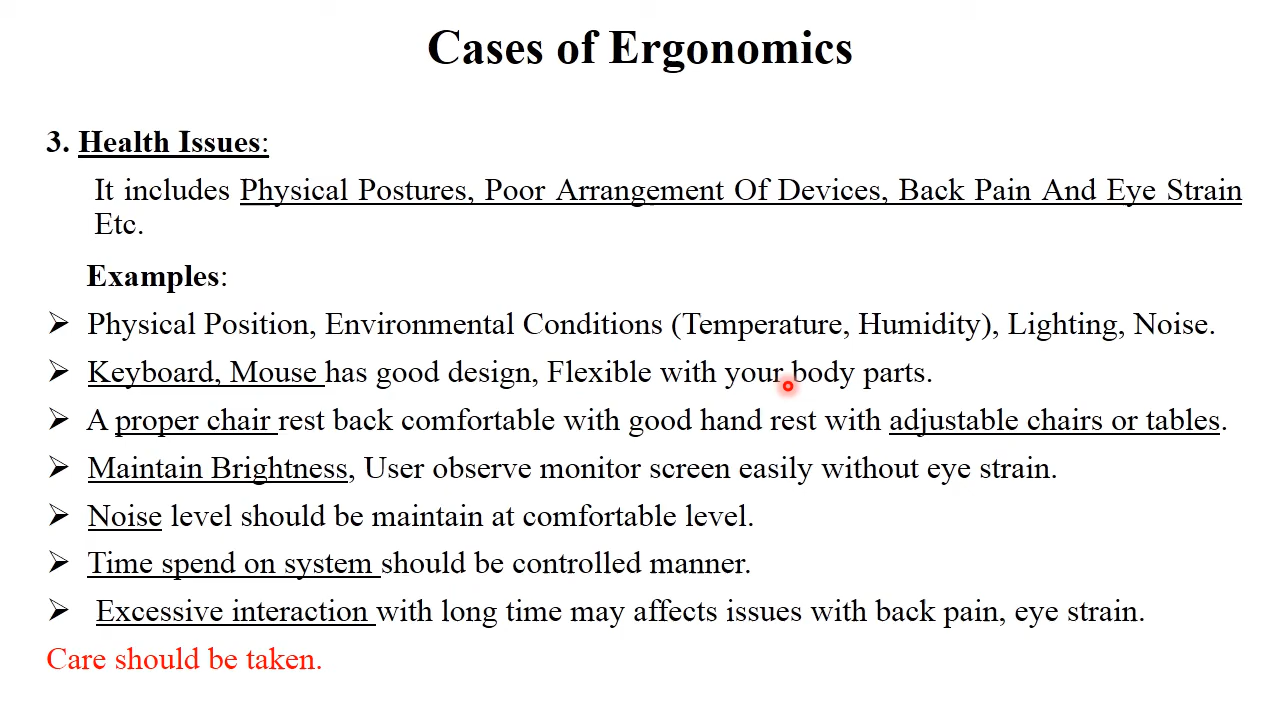 Cases of Ergonomics
3. Health Issues:
It includes Physical Postures, Poor Arrangement Of Devices, Back Pain And Eye Strain
Etc.
Examples:
➢ Physical Position, Environmental Conditions (Temperature, Humidity), Lighting, Noise.
➢ Keyboard, Mouse has good design, Flexible with your body parts.
➢ A proper chair rest back comfortable with good hand rest with adjustable chairs or tables.
➢ Maintain Brightness, User observe monitor screen easily without eye strain.
➢ Noise level should be maintain at comfortable level.
➢ Time spend on system should be controlled manner.
➢ Excessive interaction with long time may affects issues with back pain, eye strain.
Care should be taken.